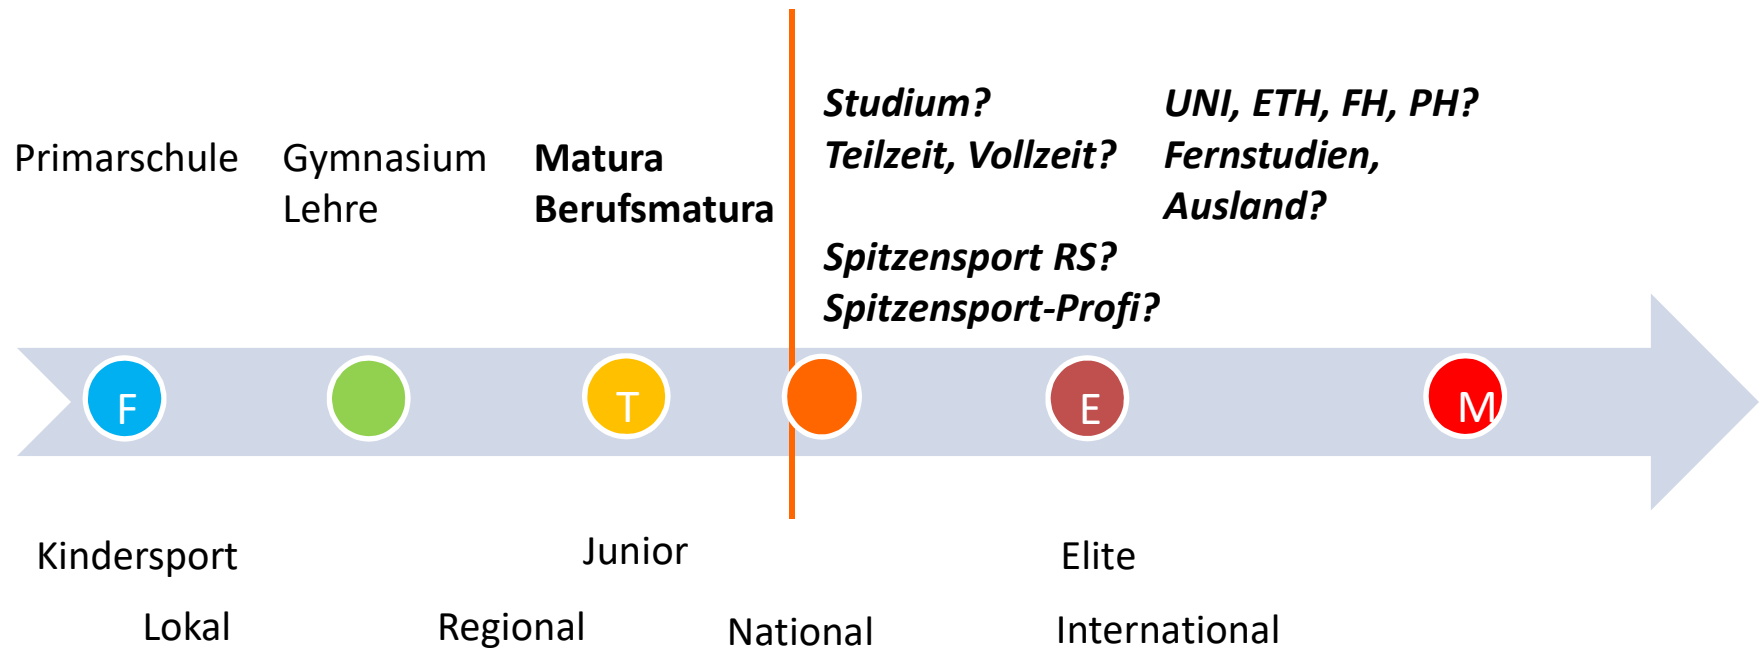 Primarschule
Gymnasium
Lehre
Matura
Berufsmatura
Studium?
Teilzeit, Vollzeit?
Spitzensport RS?
Spitzensport-Profi?
UNI, ETH, FH, PH?
Fernstudien,
Ausland?
F
T
E
M
Kindersport
Junior
Elite
Lokal
Regional
National
International